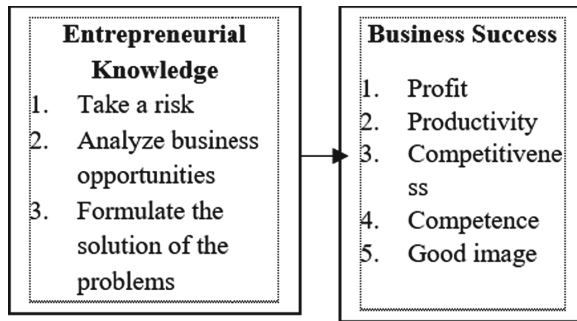 Entrepreneurial
Knowledge
1. Take a risk
2. Analyze business
opportunities
3. Formulate the
solution of the
problems
Business Success
1. Profit
2. Productivity
3. Competitivene
ss
4. Competence
5. Good image